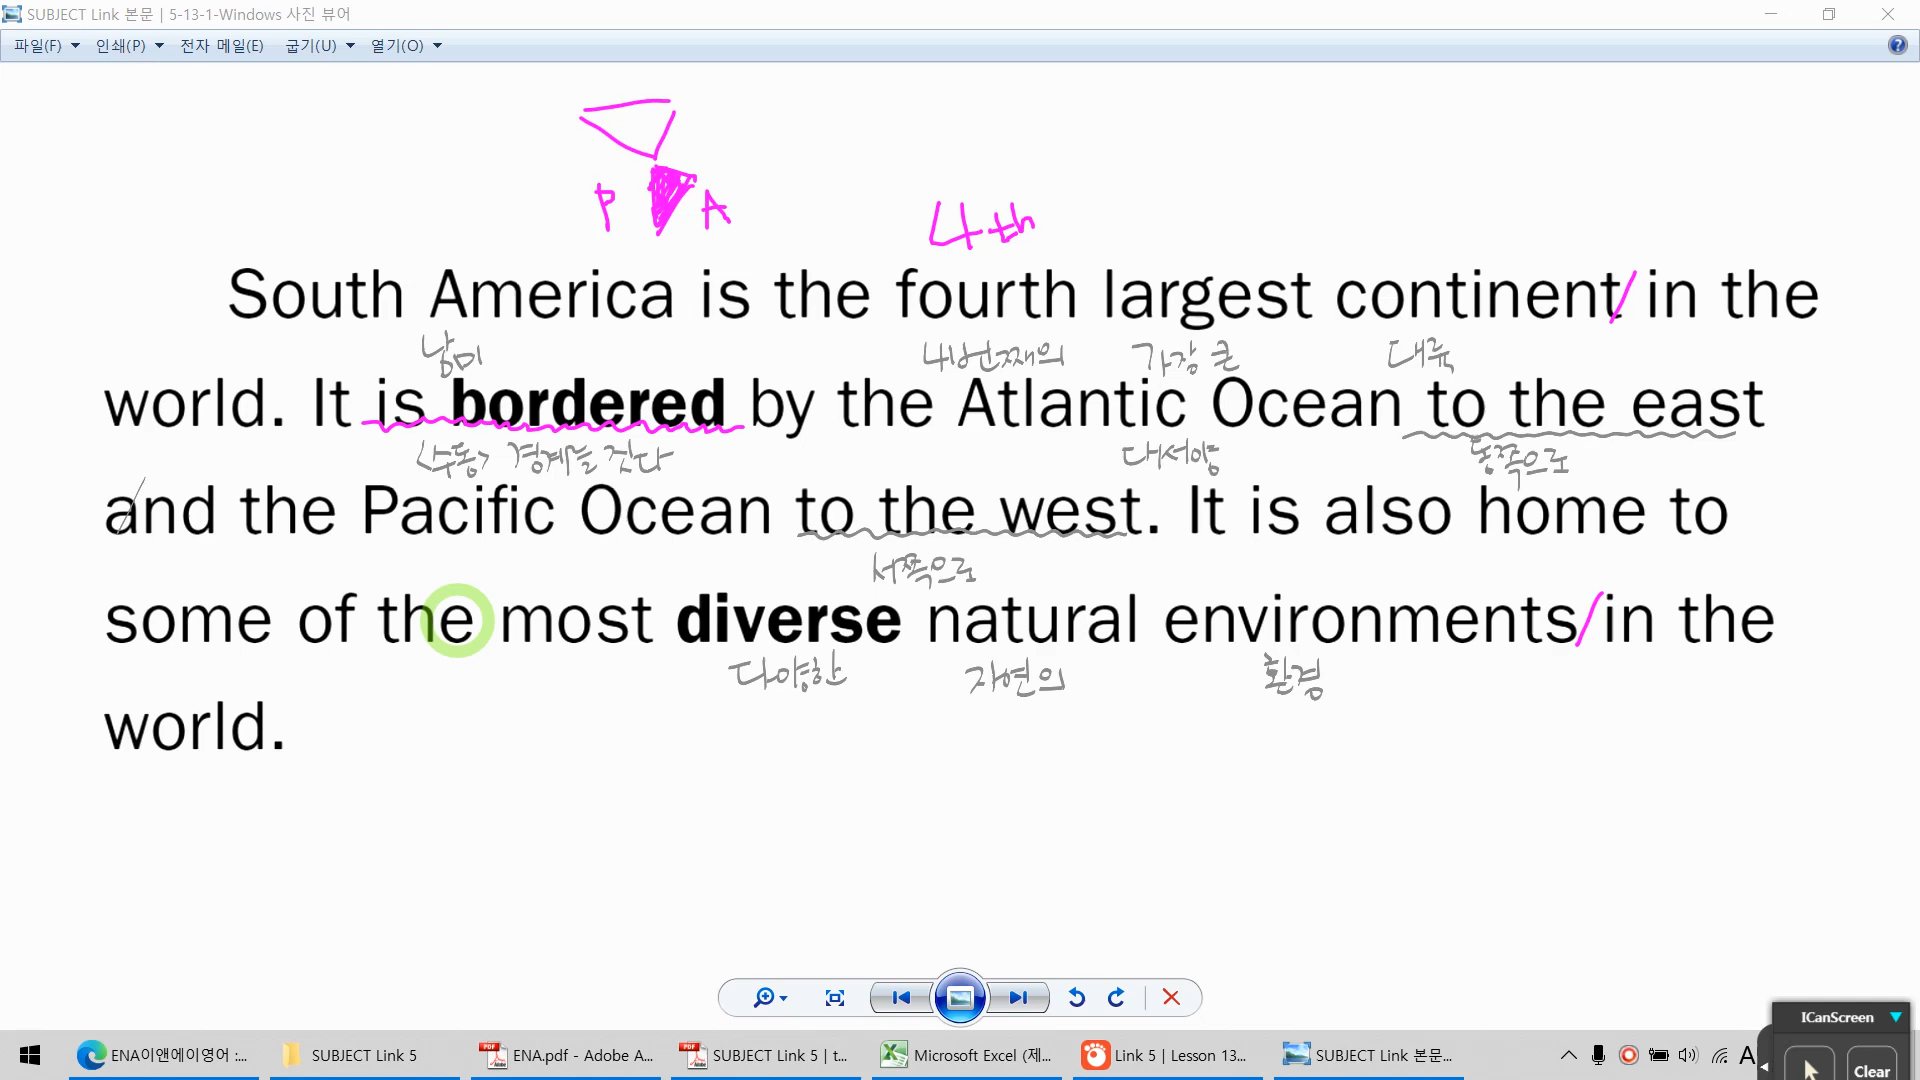 SUBJECT Link 본문 | 5-13-1-Windows 사진 뷰어
파일(F) 인쇄(P) 전자 메일(E) 굽기(U) 열기(O)
P A
4th
South America is the fourth largest continent / in the
남미 4번째의 가장 큰 대륙
world. It is bordered by the Atlantic Ocean to the east
<수동> 경계를 짓다 대서양 동쪽으로
and the Pacific Ocean to the west. It is also home to
서쪽으로
some of the most diverse natural environments / in the
다양한 자연의 환경
world.
ICanScreen
Clear
ENA이앤에이영어 :... SUBJECT Link 5 ENA.pdf - Adobe A... SUBJECT Link 5 | t... Microsoft Excel (제... Link 5 | Lesson 13... SUBJECT Link 본문... A